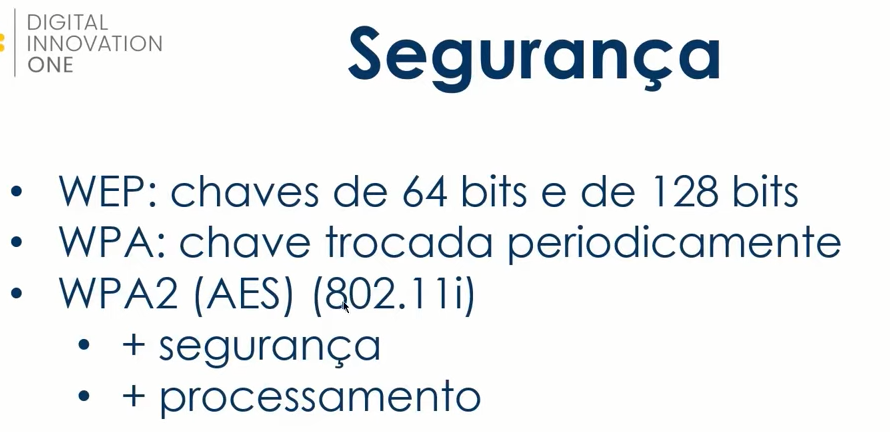 DIGITAL
INNOVATION
ONE
Segurança
• WEP: chaves de 64 bits e de 128 bits
• WPA: chave trocada periodicamente
• WPA2 (AES) (802.11i)
• + segurança
• + processamento